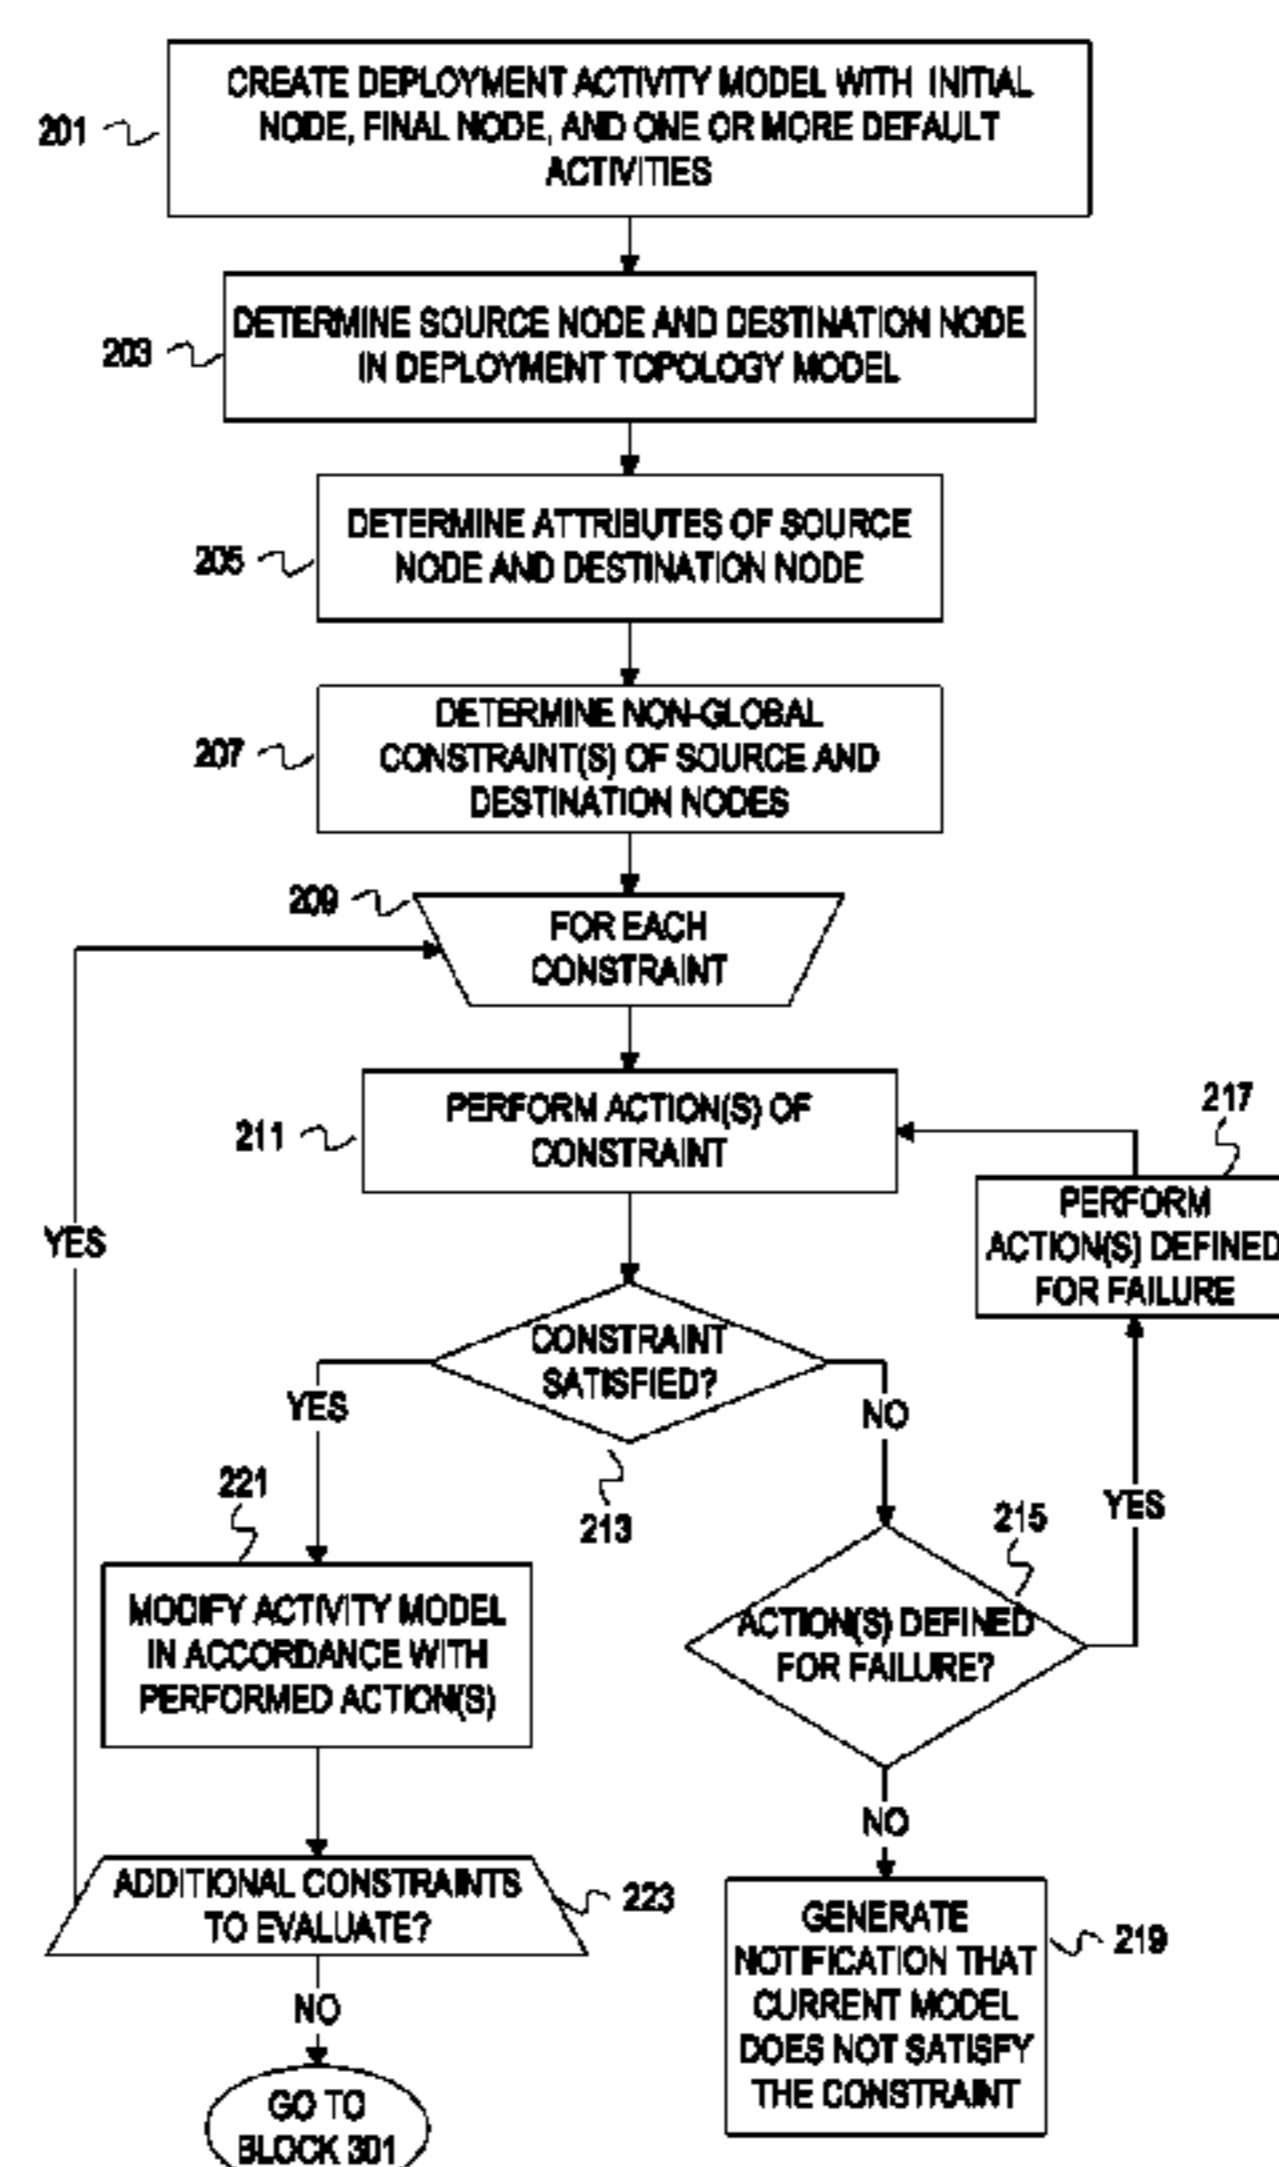 CREATE DEPLOYMENT ACTIVITY MODEL WITH INITIAL
NODE, FINAL NODE, AND ONE OR MORE DEFAULT
ACTIVITIES
201
DETERMINE SOURCE NODE AND DESTINATION NODE
IN DEPLOYMENT TOPOLOGY MODEL
203
DETERMINE ATTRIBUTES OF SOURCE
NODE AND DESTINATION NODE
205
DETERMINE NON-GLOBAL
CONSTRAINT(S) OF SOURCE AND
DESTINATION NODES
207
209
FOR EACH
CONSTRAINT
PERFORM ACTION(S) OF
CONSTRAINT
211
217
PERFORM
ACTION(S) DEFINED
FOR FAILURE
YES
CONSTRAINT
SATISFIED?
YES
NO
213
221
215
YES
MODIFY ACTIVITY MODEL
IN ACCORDANCE WITH
PERFORMED ACTION(S)
ACTION(S) DEFINED
FOR FAILURE?
NO
ADDITIONAL CONSTRAINTS
TO EVALUATE?
223
GENERATE
NOTIFICATION THAT
CURRENT MODEL
DOES NOT SATISFY
THE CONSTRAINT
219
NO
GO TO
BLOCK 301